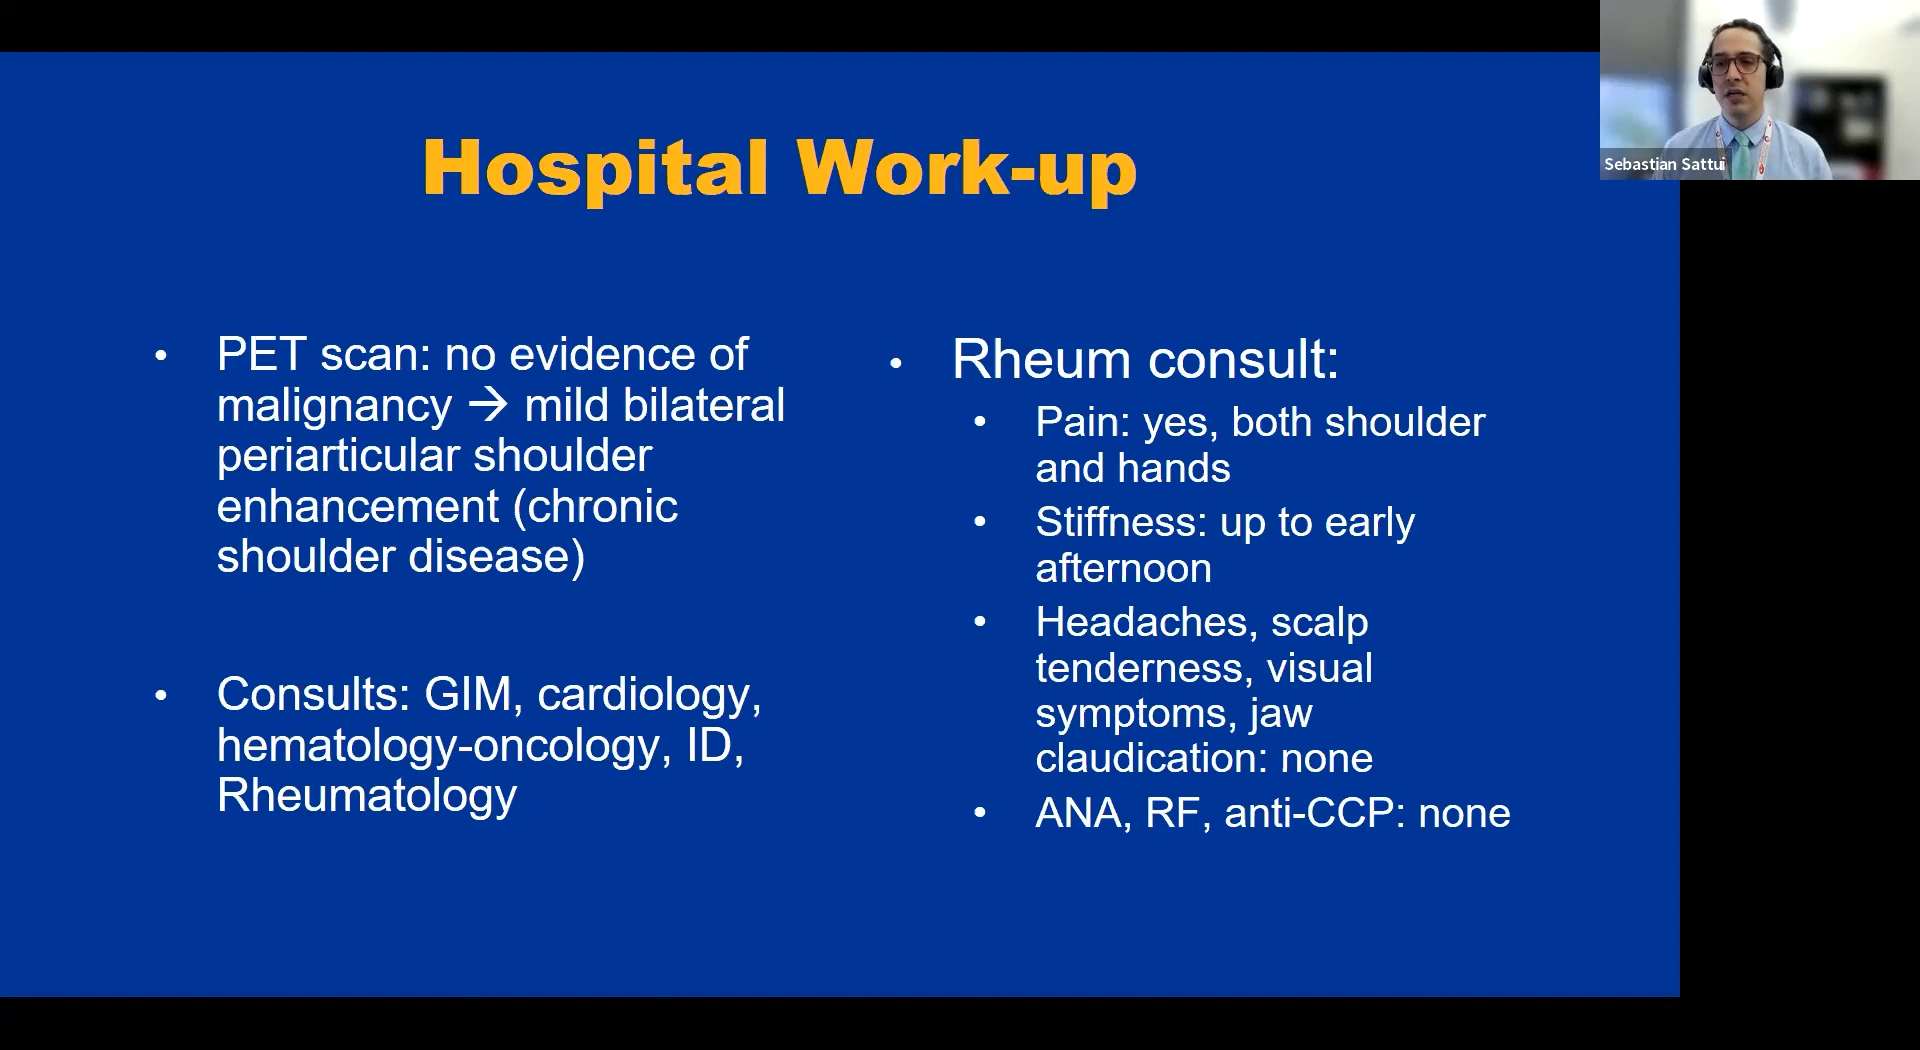 Hospital Work-up
• PET scan: no evidence of
malignancy → mild bilateral
periarticular shoulder
enhancement (chronic
shoulder disease)
• Consults: GIM, cardiology,
hematology-oncology, ID,
Rheumatology
• Rheum consult:
• Pain: yes, both shoulder
and hands
• Stiffness: up to early
afternoon
• Headaches, scalp
tenderness, visual
symptoms, jaw
claudication: none
• ANA, RF, anti-CCP: none
Sebastian Sattui